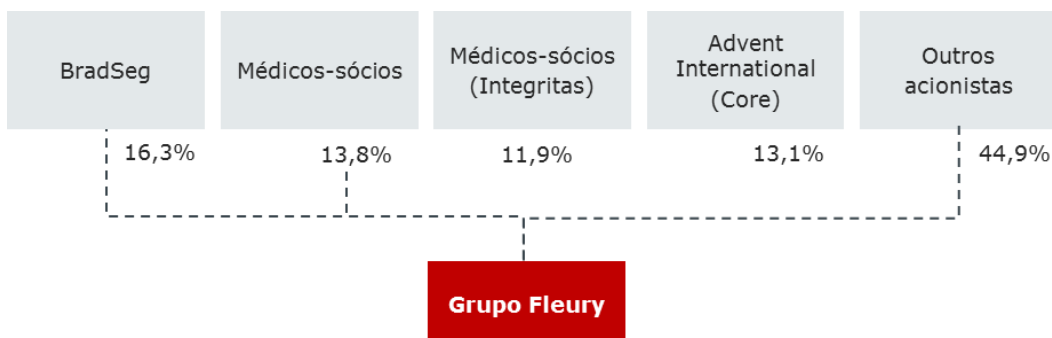 BradSeg
Médicos-sócios
Médicos-sócios
(Integritas)
Advent
International
(Core)
Outros
acionistas
16,3%
13,8%
11,9%
13,1%
44,9%
Grupo Fleury